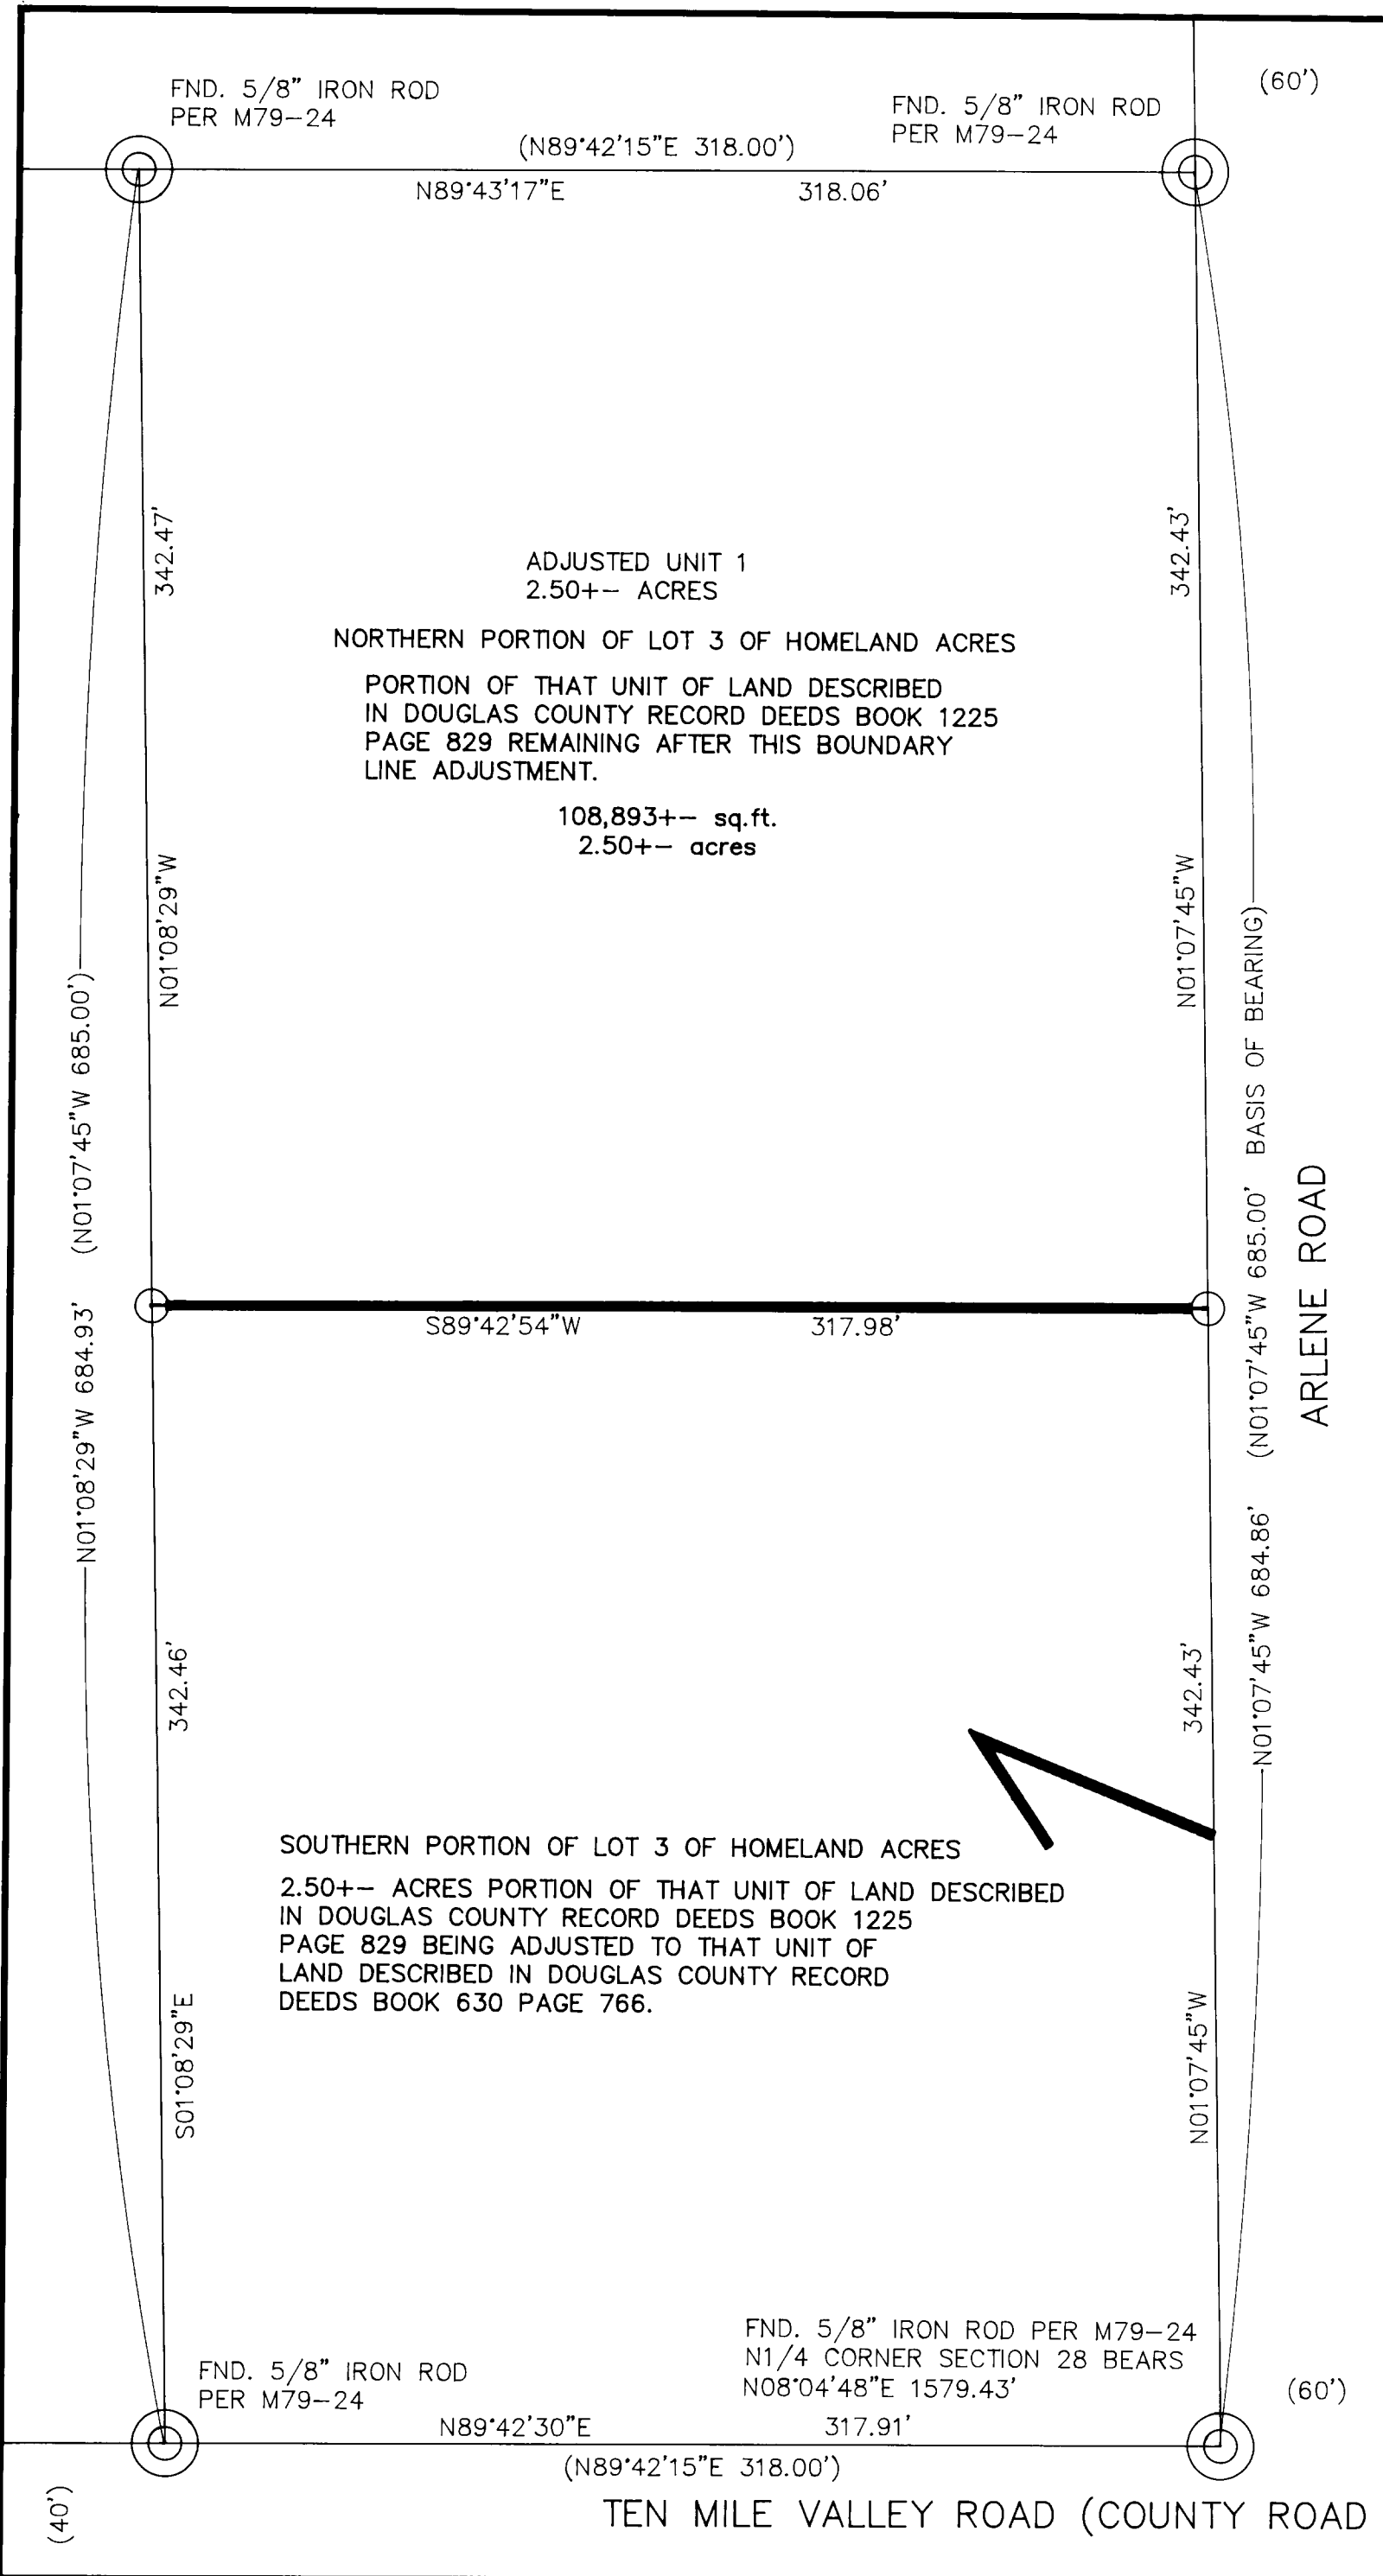 (60')
FND. 5/8" IRON ROD
PER M79-24
FND. 5/8" IRON ROD
PER M79-24
(N89°42'15"E 318.00')
N89°43'17"E 318.06'
342.47'
342.43'
ADJUSTED UNIT 1
2.50+- ACRES
NORTHERN PORTION OF LOT 3 OF HOMELAND ACRES
PORTION OF THAT UNIT OF LAND DESCRIBED
IN DOUGLAS COUNTY RECORD DEEDS BOOK 1225
PAGE 829 REMAINING AFTER THIS BOUNDARY
LINE ADJUSTMENT.
108,893+- sq.ft.
2.50+- acres
N01°08'29"W
N01°07'45"W
N01°08'29"W 684.93' (N01°07'45"W 685.00')
N01°07'45"W 684.86' (N01°07'45"W 685.00' BASIS OF BEARING)
ARLENE ROAD
S89°42'54"W 317.98'
342.46'
342.43'
SOUTHERN PORTION OF LOT 3 OF HOMELAND ACRES
2.50+- ACRES PORTION OF THAT UNIT OF LAND DESCRIBED
IN DOUGLAS COUNTY RECORD DEEDS BOOK 1225
PAGE 829 BEING ADJUSTED TO THAT UNIT OF
LAND DESCRIBED IN DOUGLAS COUNTY RECORD
DEEDS BOOK 630 PAGE 766.
S01°08'29"E
N01°07'45"W
FND. 5/8" IRON ROD PER M79-24
N1/4 CORNER SECTION 28 BEARS
N08°04'48"E 1579.43'
FND. 5/8" IRON ROD
PER M79-24
(60')
N89°42'30"E 317.91'
(N89°42'15"E 318.00')
(40')
TEN MILE VALLEY ROAD (COUNTY ROAD